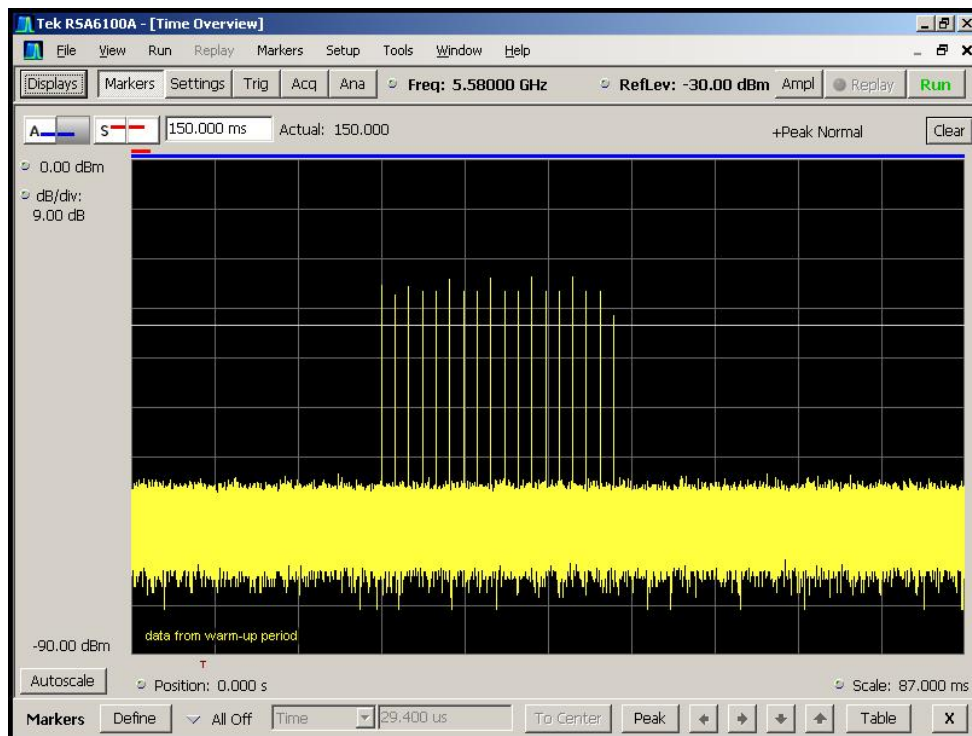 Tek RSA6100A - [Time Overview]
File View Run Replay Markers Setup Tools Window Help
Displays Markers Settings Trig Acq Ana Freq: 5.58000 GHz RefLev: -30.00 dBm Ampl Replay Run
A S 150.000 ms Actual: 150.000 +Peak Normal Clear
0.00 dBm
dB/div:
9.00 dB
-90.00 dBm
data from warm-up period
T
Autoscale Position: 0.000 s Scale: 87.000 ms
Markers Define All Off Time 29.400 us To Center Peak Table X